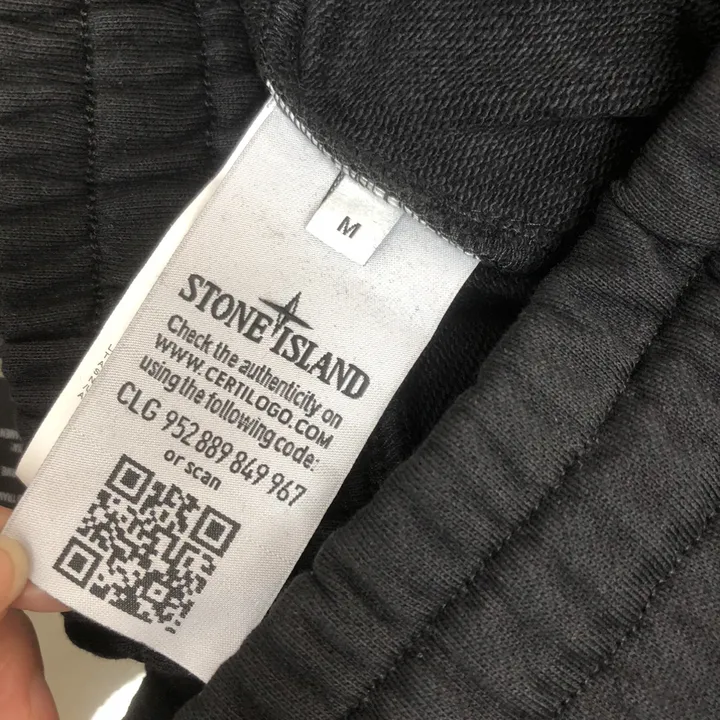 M
STONE ISLAND
Check the authenticity on
WWW.CERTILOGO.COM
using the following code:
CLG 952 889 849 967
or scan